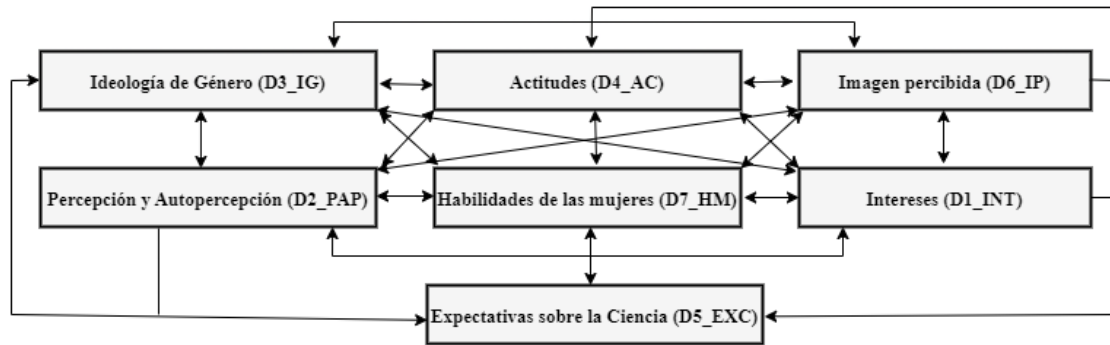 Ideología de Género (D3_IG)
Actitudes (D4_AC)
Imagen percibida (D6_IP)
Percepción y Autopercepción (D2_PAP)
Habilidades de las mujeres (D7_HM)
Intereses (D1_INT)
Expectativas sobre la Ciencia (D5_EXC)